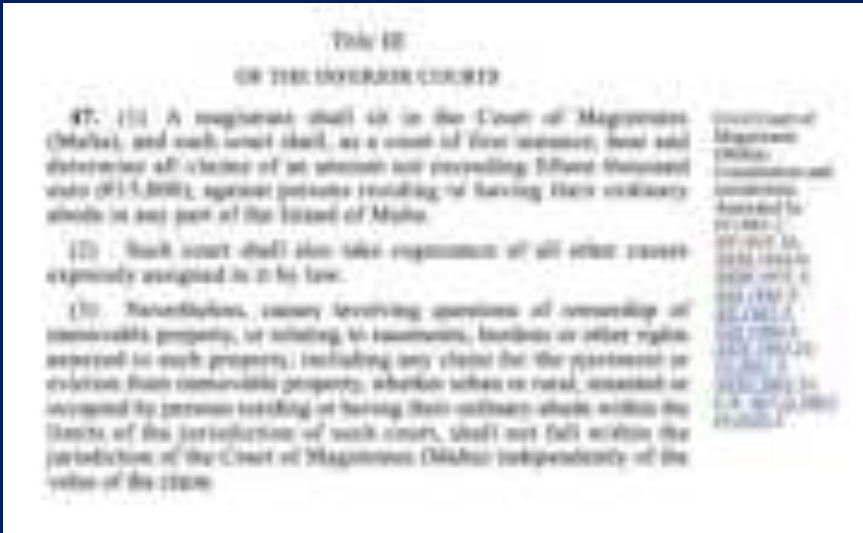 Title III
OF THE INFERIOR COURTS
47. (1) A magistrate shall sit in the Court of Magistrates
(Malta), and such court shall, as a court of first instance, hear and
determine all claims of an amount not exceeding fifteen thousand
euro (€15,000), against persons residing or having their ordinary
abode in any part of the Island of Malta.
(2) Such court shall also take cognizance of all other causes
expressly assigned to it by law.
(3) Nevertheless, causes involving questions of ownership of
immovable property, or relating to easements, burdens or other rights
annexed to such property, including any claim for the ejectment or
eviction from immovable property, whether urban or rural, tenanted or
occupied by persons residing or having their ordinary abode within the
limits of the jurisdiction of such court, shall not fall within the
jurisdiction of the Court of Magistrates (Malta) independently of the
value of the claim.
Court of
Magistrates
(Malta).
jurisdiction.
Amended by: